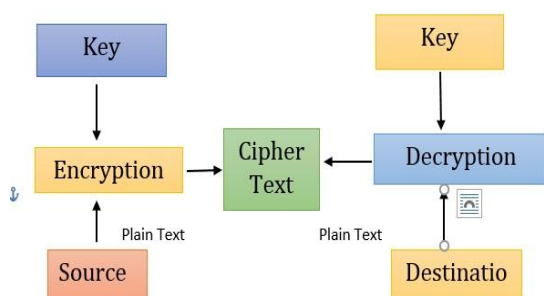 Key
Key
Encryption
Cipher
Text
Decryption
Plain Text
Plain Text
Source
Destinatio